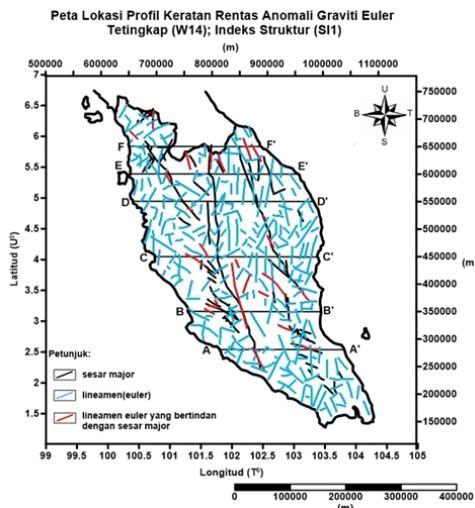 Peta Lokasi Profil Keratan Rentas Anomali Graviti Euler
Tetingkap (W14); Indeks Struktur (SI1)
(m)
500000 600000 700000 800000 900000 1000000 1100000
7
6.5
6
5.5
5
4.5
4
3.5
3
2.5
2
1.5
Latitud (U⁰)
750000
700000
650000
600000
550000
500000
450000
400000
350000
300000
250000
200000
150000
(m)
U
B T
S
F F'
E E'
D D'
C C'
B B'
A A'
Petunjuk:
sesar major
lineamen(euler)
lineamen euler yang bertindan
dengan sesar major
99 99.5 100 100.5 101 101.5 102 102.5 103 103.5 104 104.5 105
Longitud (T⁰)
0 100000 200000 300000 400000
(m)